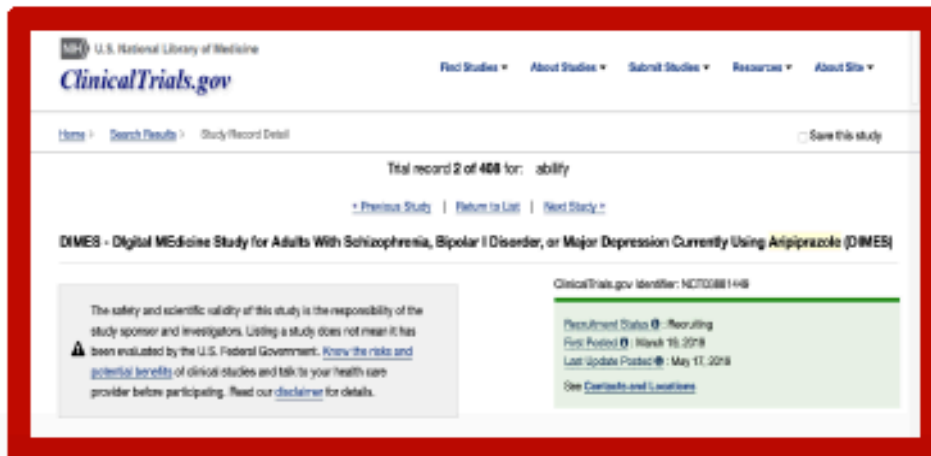 NIH U.S. National Library of Medicine
ClinicalTrials.gov
Find Studies ▾ About Studies ▾ Submit Studies ▾ Resources ▾ About Site ▾
Home > Search Results > Study Record Detail
Save this study
Trial record 2 of 408 for: abilify
◂ Previous Study | Return to List | Next Study ▸
DIMES - DIgital MEdicine Study for Adults With Schizophrenia, Bipolar I Disorder, or Major Depression Currently Using Aripiprazole (DIMES)
The safety and scientific validity of this study is the responsibility of the
study sponsor and investigators. Listing a study does not mean it has
been evaluated by the U.S. Federal Government. Know the risks and
potential benefits of clinical studies and talk to your health care
provider before participating. Read our disclaimer for details.
ClinicalTrials.gov Identifier:
Recruitment Status : Recruiting
First Posted : March
Last Update Posted : May 17,
See Contacts and Locations